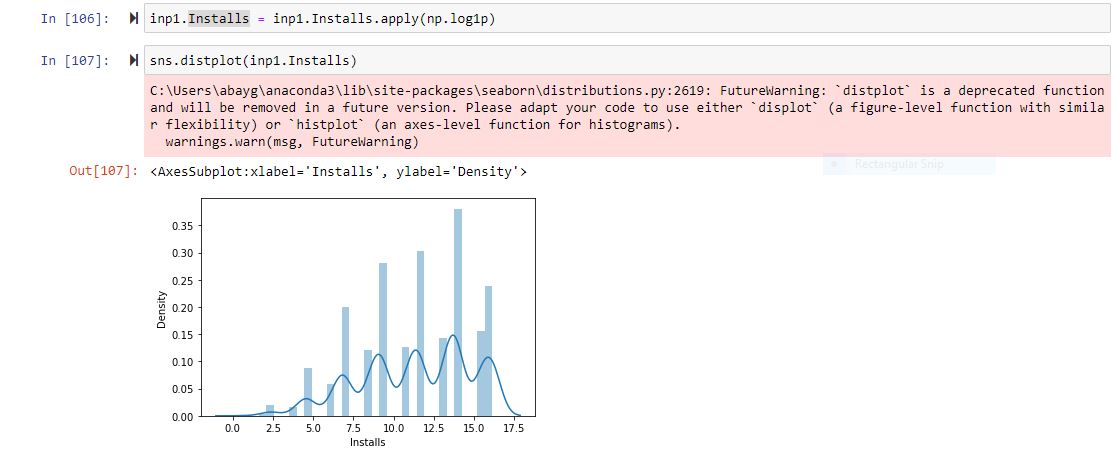 In [106]: inp1.Installs = inp1.Installs.apply(np.log1p)
In [107]: sns.distplot(inp1.Installs)
C:\Users\abayg\anaconda3\lib\site-packages\seaborn\distributions.py:2619: FutureWarning: `distplot` is a deprecated function
and will be removed in a future version. Please adapt your code to use either `displot` (a figure-level function with simila
r flexibility) or `histplot` (an axes-level function for histograms).
warnings.warn(msg, FutureWarning)
Rectangular Snip
Out[107]: <AxesSubplot:xlabel='Installs', ylabel='Density'>
0.35
0.30
0.25
0.20
0.15
0.10
0.05
0.00
Density
0.0 2.5 5.0 7.5 10.0 12.5 15.0 17.5
Installs